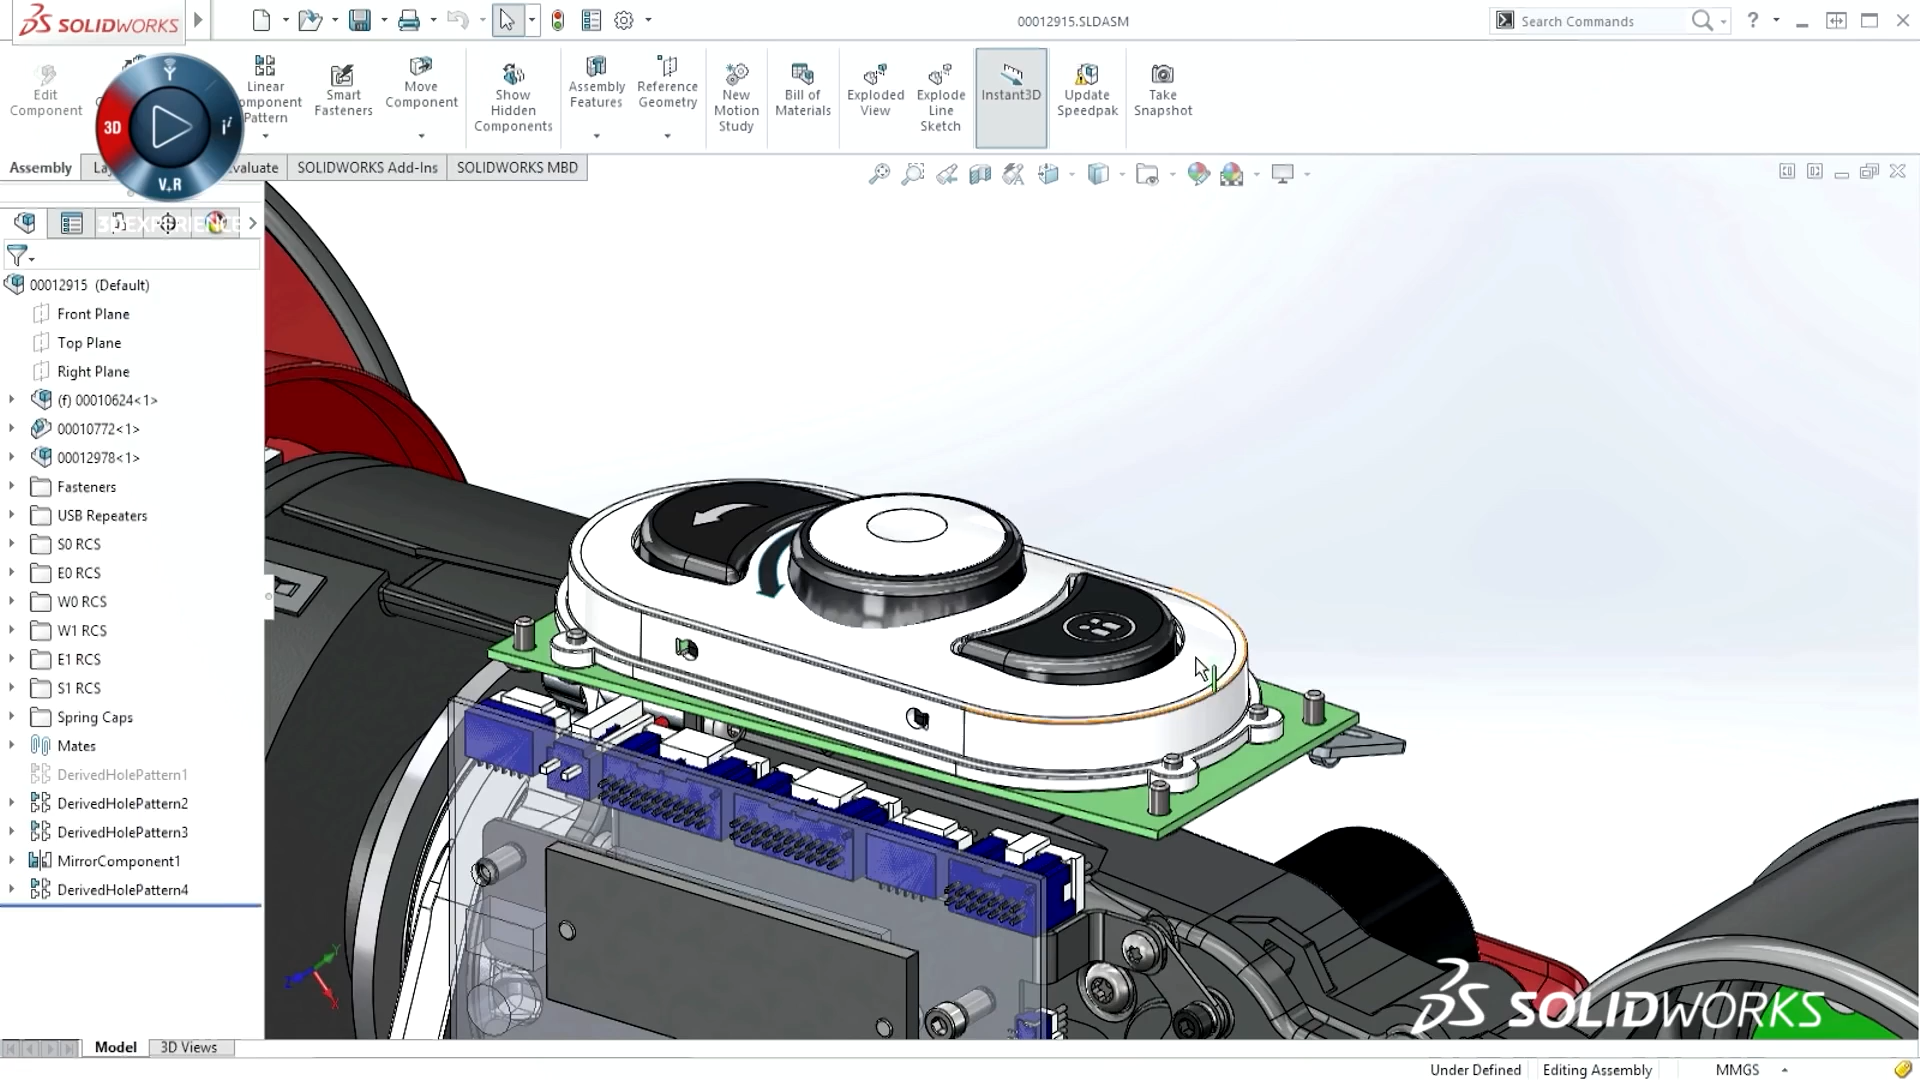 SOLIDWORKS
00012915.SLDASM
Search Commands
?
Edit Component
Linear Component Pattern
Smart Fasteners
Move Component
Show Hidden Components
Assembly Features
Reference Geometry
New Motion Study
Bill of Materials
Exploded View
Explode Line Sketch
Instant3D
Update Speedpak
Take Snapshot
3D
V+R
3DEXPERIENCE
Assembly
Evaluate
SOLIDWORKS Add-Ins
SOLIDWORKS MBD
00012915 (Default)
Front Plane
Top Plane
Right Plane
(f) 00010624<1>
00010772<1>
00012978<1>
Fasteners
USB Repeaters
S0 RCS
E0 RCS
W0 RCS
W1 RCS
E1 RCS
S1 RCS
Spring Caps
Mates
DerivedHolePattern1
DerivedHolePattern2
DerivedHolePattern3
MirrorComponent1
DerivedHolePattern4
Y
Z
X
SOLIDWORKS
Model
3D Views
Under Defined
Editing Assembly
MMGS